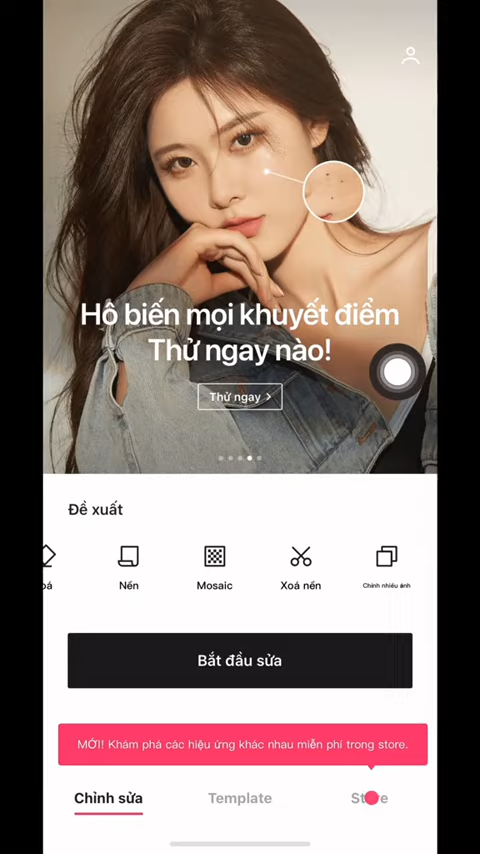 Hô biến mọi khuyết điểm
Thử ngay nào!
Thử ngay
Đề xuất
Nền
Mosaic
Xoá nền
Chỉnh nhiều ảnh
Bắt đầu sửa
MỚI! Khám phá các hiệu ứng khác nhau miễn phí trong store.
Chỉnh sửa
Template